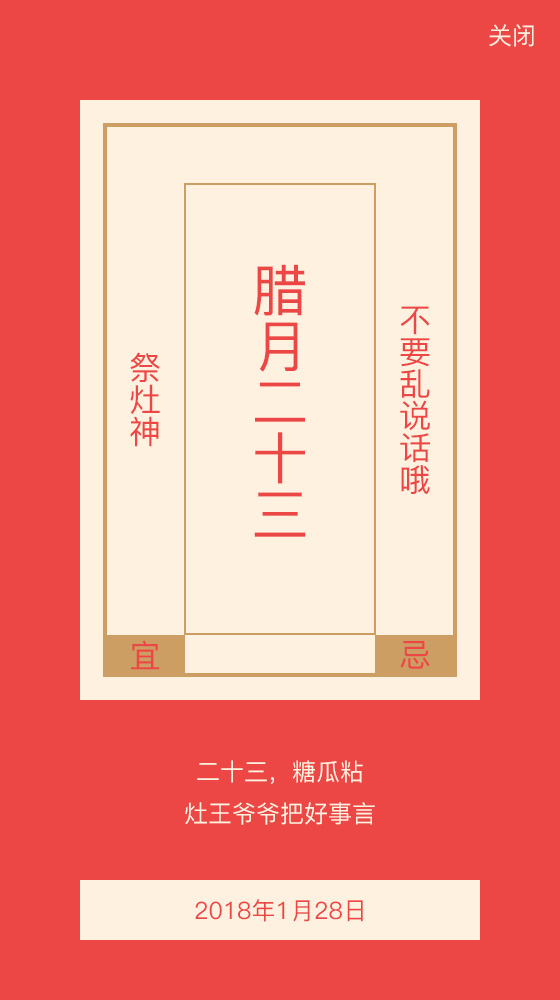 关闭
腊月二十三
祭灶神
不要乱说话哦
宜
忌
二十三，糖瓜粘
灶王爷爷把好事言
2018年1月28日